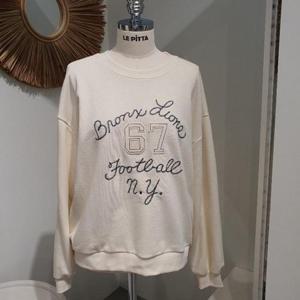 LE PITTA
Bronx Lions
67
Football
N.Y.